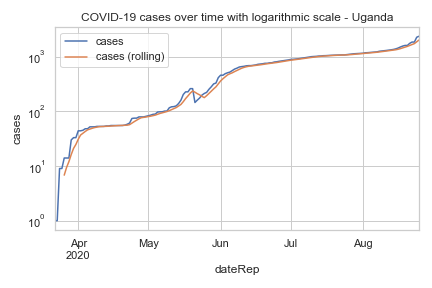 COVID-19 cases over time with logarithmic scale - Uganda
cases
cases (rolling)
10³
10²
10¹
10⁰
cases
Apr
2020
May
Jun
Jul
Aug
dateRep